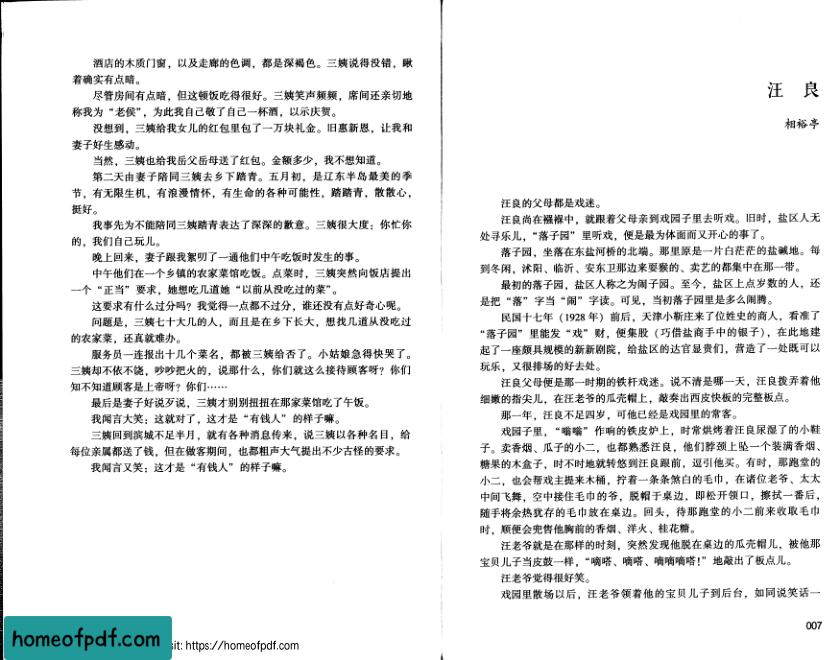 酒店的木质门窗，以及走廊的色调，都是深褐色。三姨说得没错，瞅
着确实有点暗。
尽管房间有点暗，但这顿饭吃得很好。三姨笑声频频，席间还亲切地
称我为“老侯”，为此我自己敬了自己一杯酒，以示庆贺。
没想到，三姨给我女儿的红包里包了一万块礼金。旧惠新恩，让我和
妻子好生感动。
当然，三姨也给我岳父岳母送了红包。金额多少，我不想知道。
第二天由妻子陪同三姨去乡下踏青。五月初，是辽东半岛最美的季
节，有无限生机，有浪漫情怀，有生命的各种可能性，踏踏青，散散心，
挺好。
我事先为不能陪同三姨踏青表达了深深的歉意。三姨很大度：你忙你
的，我们自己玩儿。
晚上回来，妻子跟我絮叨了一通他们中午吃饭时发生的事。
中午他们在一个乡镇的农家菜馆吃饭。点菜时，三姨突然向饭店提出
一个“正当”要求，她想吃几道她“以前从没吃过的菜”。
这要求有什么过分吗？我觉得一点都不过分，谁还没有点好奇心呢。
问题是，三姨七十大几的人，而且是在乡下长大，想找几道从没吃过
的农家菜，还真就难办。
服务员一连报出十几个菜名，都被三姨给否了。小姑娘急得快哭了。
三姨却不依不饶，吵吵把火的，说那什么，你们就这么接待顾客呀？你们
知不知道顾客是上帝呀？你们……
最后是妻子好说歹说，三姨才别别扭扭在那家菜馆吃了午饭。
我闻言大笑：这就对了，这才是“有钱人”的样子嘛。
三姨回到滨城不足半月，就有各种消息传来，说三姨以各种名目，给
每位亲属都送了钱，但在做客期间，也都粗声大气提出不少古怪的要求。
我闻言又笑：这才是“有钱人”的样子嘛。
homeofpdf.com
sit: https://homeofpdf.com
汪 良
相裕亭
汪良的父母都是戏迷。
汪良尚在襁褓中，就跟着父母亲到戏园子里去听戏。旧时，盐区人无
处寻乐儿，“落子园”里听戏，便是最为体面而又开心的事了。
落子园，坐落在东盐河桥的北端。那里原是一片白茫茫的盐碱地。每
到冬闲，沭阳、临沂、安东卫那边来耍猴的、卖艺的都集中在那一带。
最初的落子园，盐区人称之为闹子园。至今，盐区上点岁数的人，还
是把“落”字当“闹”字读。可见，当初落子园里是多么闹腾。
民国十七年（1928 年）前后，天津小靳庄来了位姓史的商人，看准了
“落子园”里能发“戏”财，便集股（巧借盐商手中的银子），在此地建
起了一座颇具规模的新新剧院，给盐区的达官显贵们，营造了一处既可以
玩乐，又很排场的好去处。
汪良父母便是那一时期的铁杆戏迷。说不清是哪一天，汪良拨弄着他
细嫩的指尖儿，在汪老爷的瓜壳帽上，敲奏出西皮快板的完整板点。
那一年，汪良不足四岁，可他已经是戏园里的常客。
戏园子里，“嗡嗡”作响的铁皮炉上，时常烘烤着汪良尿湿了的小鞋
子。卖香烟、瓜子的小二，也都熟悉汪良，他们脖颈上坠一个装满香烟、
糖果的木盒子，时不时地就转悠到汪良跟前，逗引他买。有时，那跑堂的
小二，也会帮戏主提来木桶，拧着一条条煞白的毛巾，在诸位老爷、太太
中间飞舞，空中接住毛巾的爷，脱帽于桌边，即松开领口，擦拭一番后，
随手将余热犹存的毛巾放在桌边。回头，待那跑堂的小二前来收取毛巾
时，顺便会兜售他胸前的香烟、洋火、桂花糖。
汪老爷就是在那样的时刻，突然发现他脱在桌边的瓜壳帽儿，被他那
宝贝儿子当皮鼓一样，“嘀嗒、嘀嗒、嘀嘀嘀嗒！”地敲出了板点儿。
汪老爷觉得很好笑。
戏园里散场以后，汪老爷领着他的宝贝儿子到后台，如同说笑话一
007